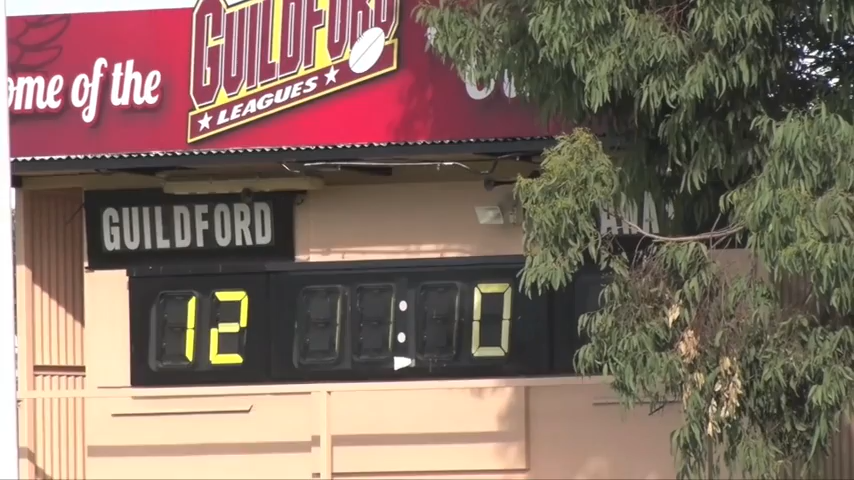 ome of the
GUILDFORD
LEAGUES
GUILDFORD
12 : 0